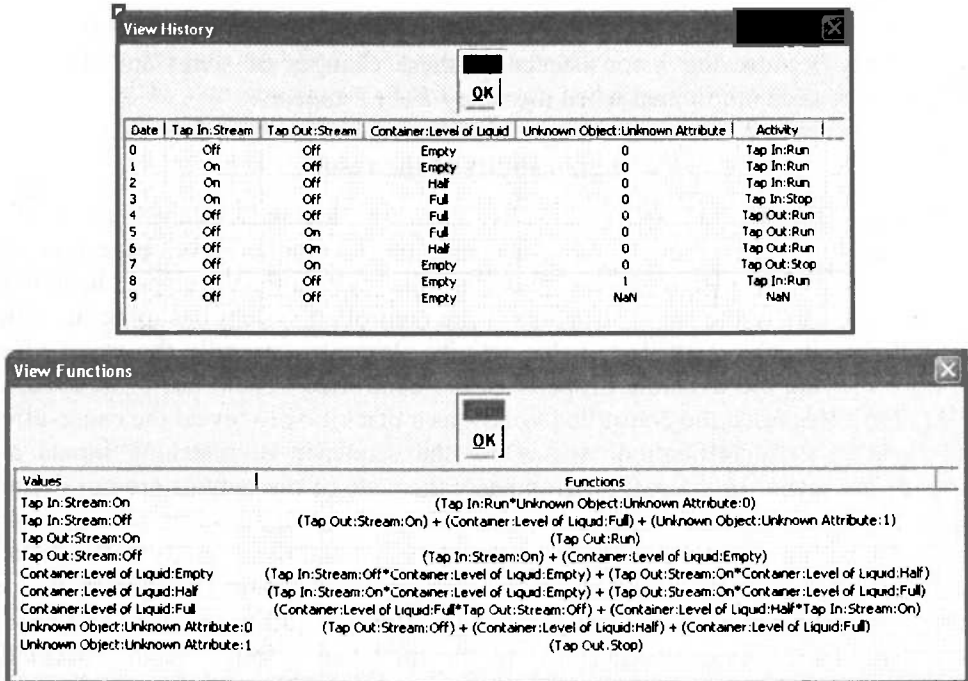 View History
OK
Date Tap In:Stream Tap Out:Stream Container:Level of Liquid Unknown Object:Unknown Attribute Activity
0 Off Off Empty 0 Tap In:Run
1 On Off Empty 0 Tap In:Run
2 On Off Half 0 Tap In:Run
3 On Off Full 0 Tap In:Stop
4 Off Off Full 0 Tap Out:Run
5 Off On Full 0 Tap Out:Run
6 Off On Half 0 Tap Out:Run
7 Off On Empty 0 Tap Out:Stop
8 Off Off Empty 1 Tap In:Run
9 Off Off Empty NaN NaN
View Functions
OK
Values Functions
Tap In:Stream:On (Tap In:Run*Unknown Object:Unknown Attribute:0)
Tap In:Stream:Off (Tap Out:Stream:On) + (Container:Level of Liquid:Full) + (Unknown Object:Unknown Attribute:1)
Tap Out:Stream:On (Tap Out:Run)
Tap Out:Stream:Off (Tap In:Stream:On) + (Container:Level of Liquid:Empty)
Container:Level of Liquid:Empty (Tap In:Stream:Off*Container:Level of Liquid:Empty) + (Tap Out:Stream:On*Container:Level of Liquid:Half)
Container:Level of Liquid:Half (Tap In:Stream:On*Container:Level of Liquid:Empty) + (Tap Out:Stream:On*Container:Level of Liquid:Full)
Container:Level of Liquid:Full (Container:Level of Liquid:Full*Tap Out:Stream:Off) + (Container:Level of Liquid:Half*Tap In:Stream:On)
Unknown Object:Unknown Attribute:0 (Tap Out:Stream:Off) + (Container:Level of Liquid:Half) + (Container:Level of Liquid:Full)
Unknown Object:Unknown Attribute:1 (Tap Out:Stop)